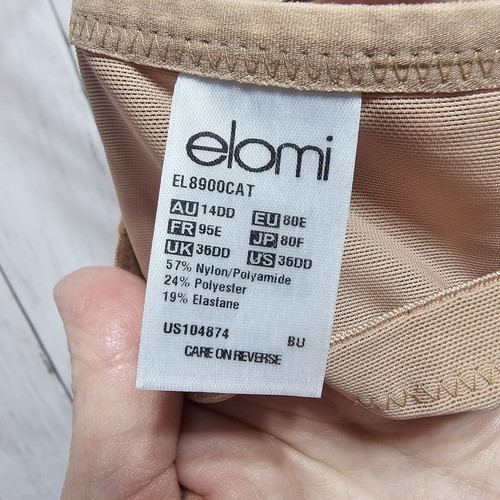 elomi
EL8900CAT
AU 14DD EU 80E
FR 95E JP 80F
UK 36DD US 36DD
57% Nylon/Polyamide
24% Polyester
19% Elastane
US104874 BU
CARE ON REVERSE